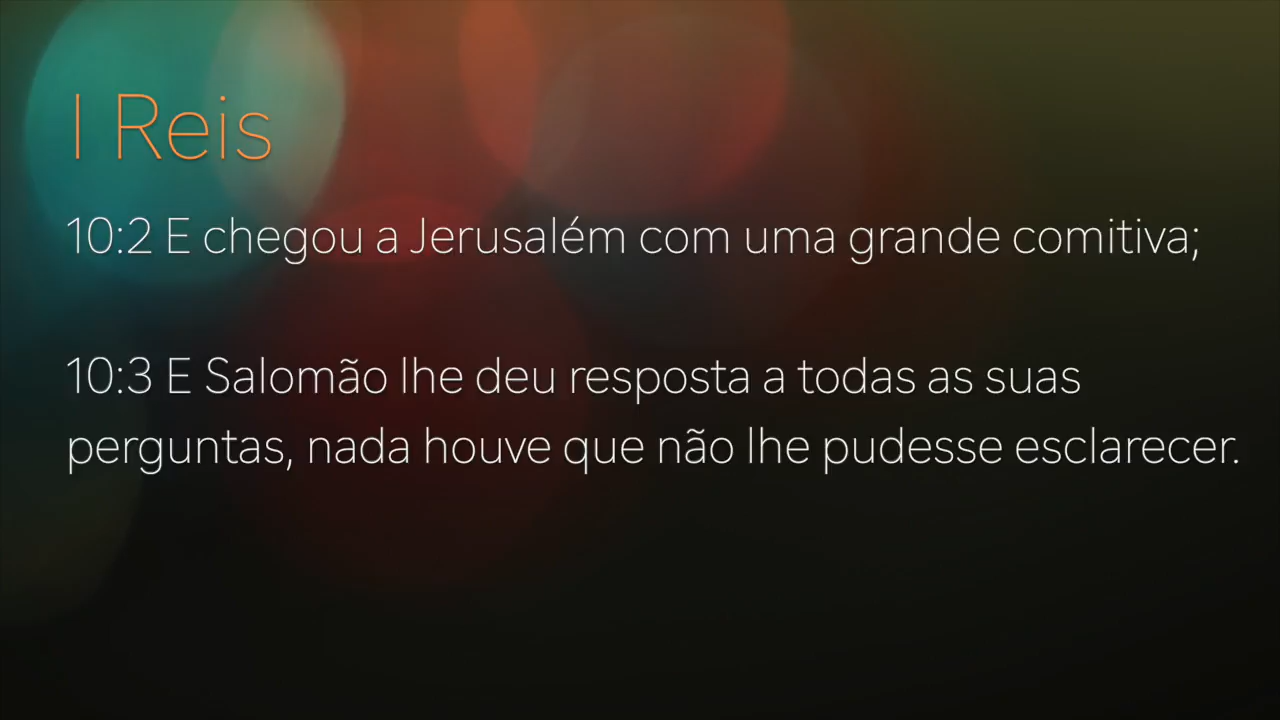 I Reis
10:2 E chegou a Jerusalém com uma grande comitiva;
10:3 E Salomão lhe deu resposta a todas as suas
perguntas, nada houve que não lhe pudesse esclarecer.